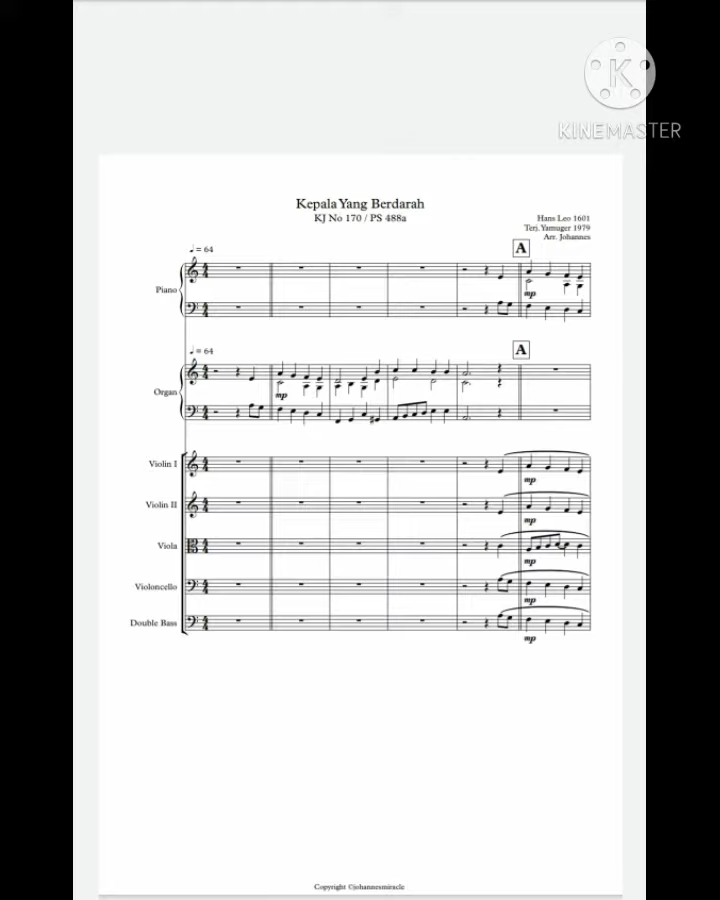 K
KINEMASTER
Kepala Yang Berdarah
KJ No 170 / PS 488a
Hans Leo 1601
Terj. Yamuger 1979
Arr. Johannes
♩ = 64
A
Piano
mp
♩ = 64
A
Organ
mp
Violin I
mp
Violin II
mp
Viola
mp
Violoncello
mp
Double Bass
mp
Copyright ©johannesmiracle